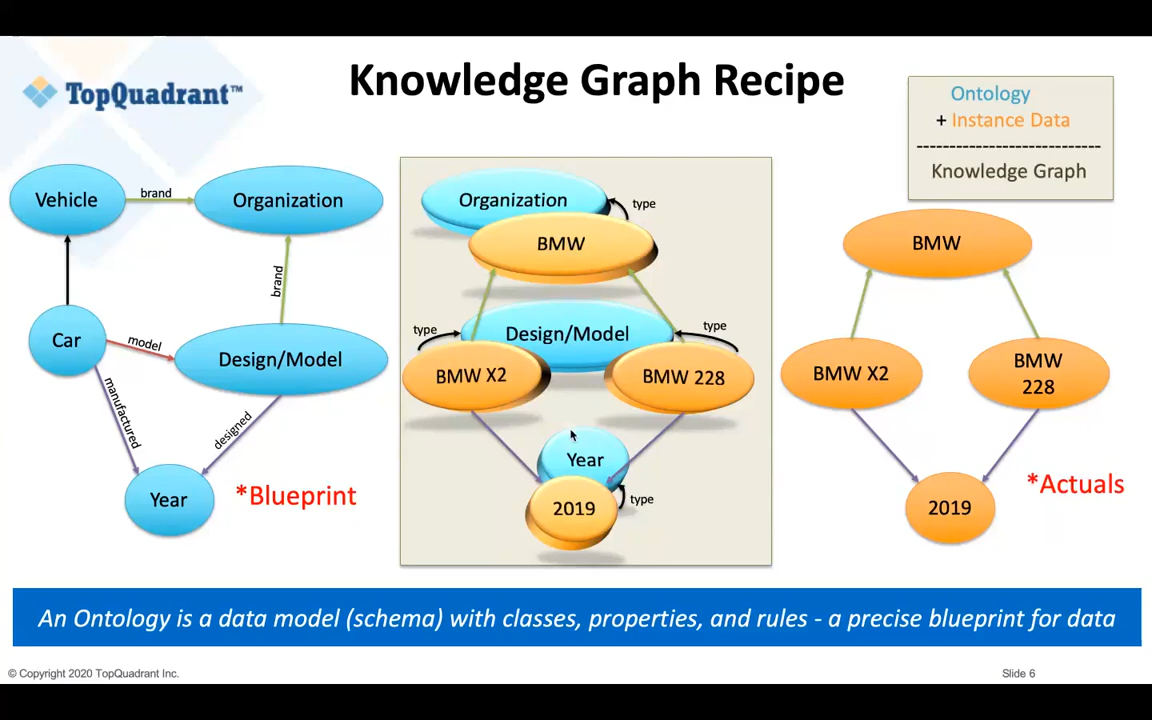 Knowledge Graph Recipe
TopQuadrant™
Ontology
+ Instance Data
----------------------------
Knowledge Graph
Vehicle
brand
Organization
brand
Car
model
Design/Model
manufactured
designed
Year
*Blueprint
Organization
type
BMW
type
Design/Model
type
BMW X2
BMW 228
Year
2019
type
BMW
BMW X2
BMW
228
2019
*Actuals
An Ontology is a data model (schema) with classes, properties, and rules - a precise blueprint for data
© Copyright 2020 TopQuadrant Inc.
Slide 6